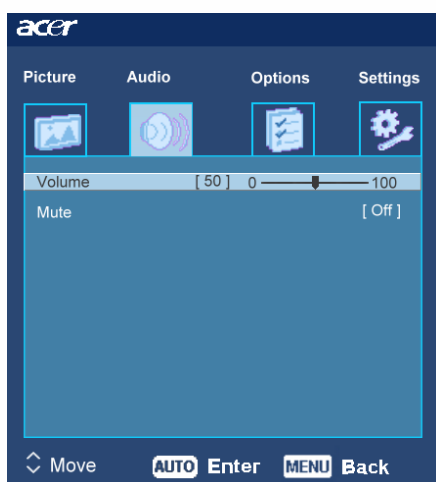 acer
Picture Audio Options Settings
Volume [ 50 ] 0 100
Mute [ Off ]
Move AUTO Enter MENU Back